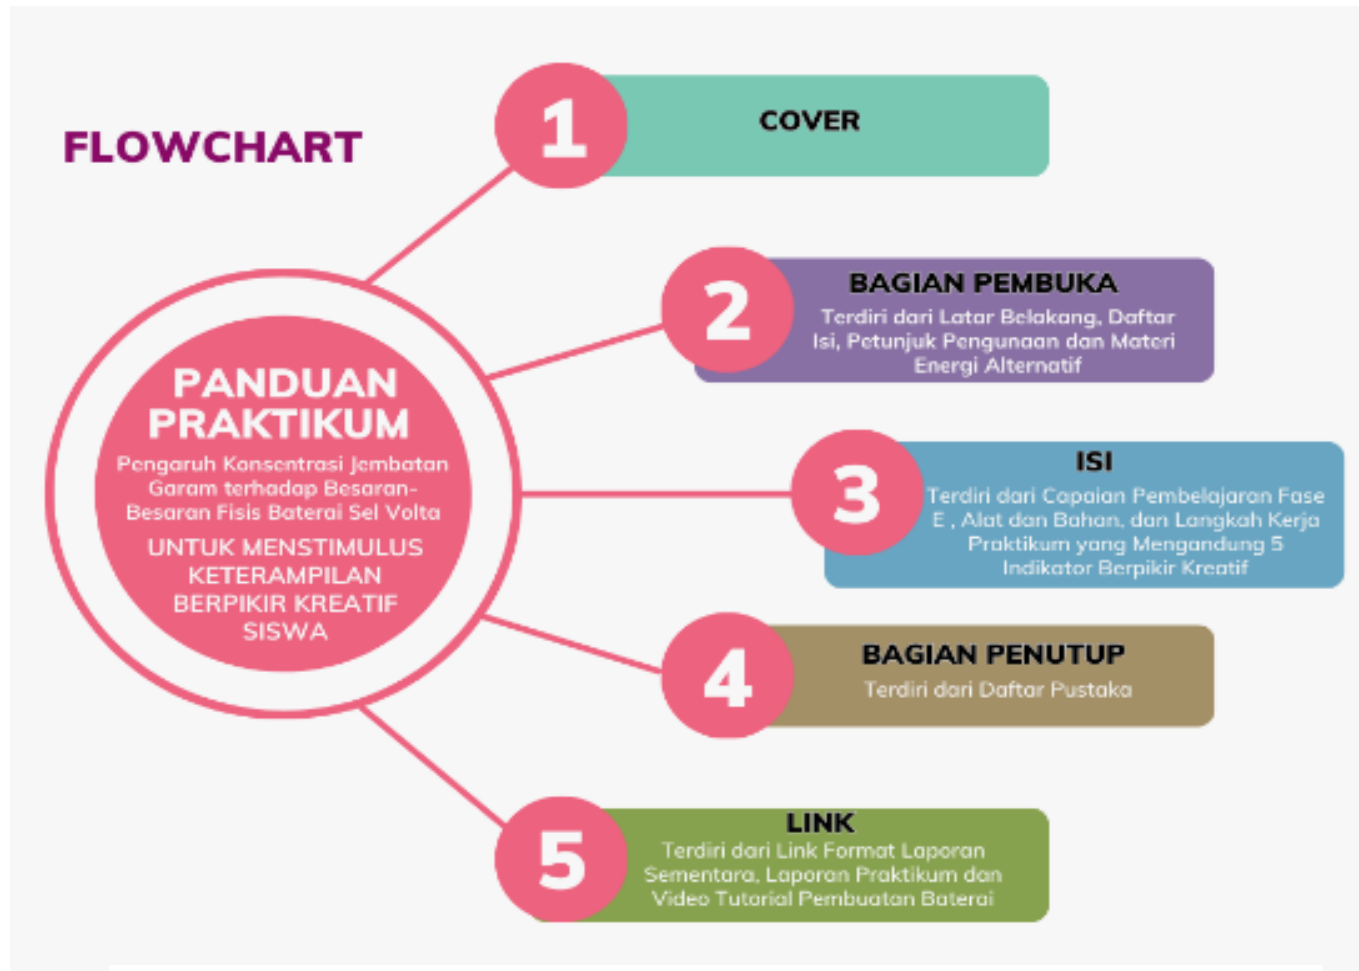 FLOWCHART
PANDUAN
PRAKTIKUM
Pengaruh Konsentrasi Jembatan
Garam terhadap Besaran-
Besaran Fisis Baterai Sel Volta
UNTUK MENSTIMULUS
KETERAMPILAN
BERPIKIR KREATIF
SISWA
1
COVER
2
BAGIAN PEMBUKA
Terdiri dari Latar Belakang, Daftar
Isi, Petunjuk Pengunaan dan Materi
Energi Alternatif
3
ISI
Terdiri dari Capaian Pembelajaran Fase
E , Alat dan Bahan, dan Langkah Kerja
Praktikum yang Mengandung 5
Indikator Berpikir Kreatif
4
BAGIAN PENUTUP
Terdiri dari Daftar Pustaka
5
LINK
Terdiri dari Link Format Laporan
Sementara, Laporan Praktikum dan
Video Tutorial Pembuatan Baterai